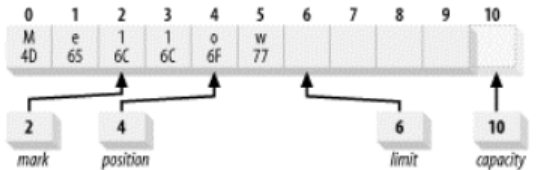 0 1 2 3 4 5 6 7 8 9 10
M e l l o w
4D 65 6C 6C 6F 77
2 4 6 10
mark position limit capacity